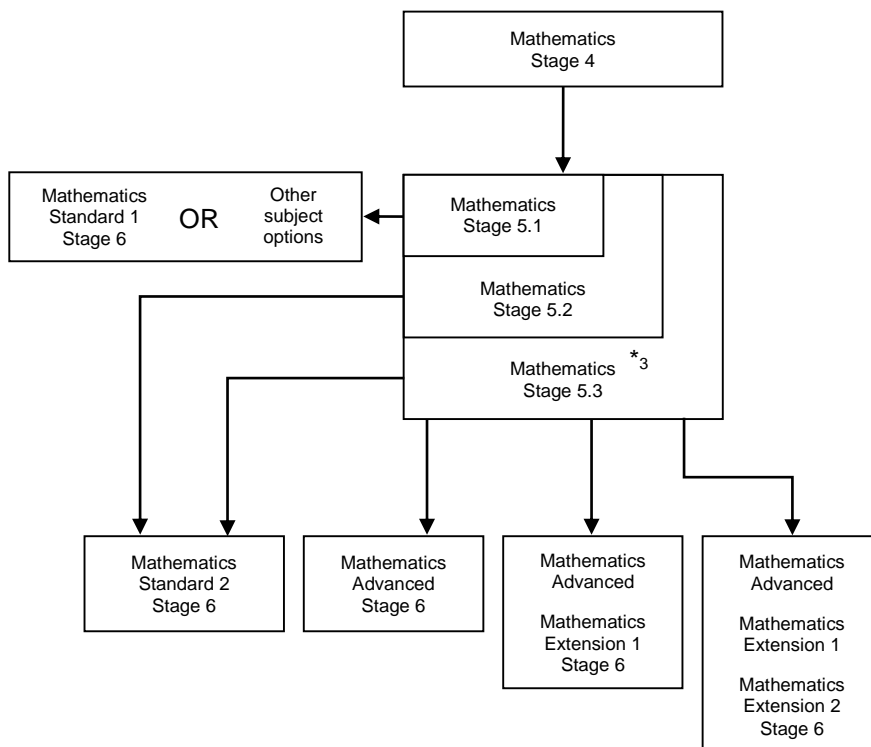 Mathematics
Stage 4
Mathematics
Standard 1
Stage 6
OR
Other
subject
options
Mathematics
Stage 5.1
Mathematics
Stage 5.2
Mathematics *3
Stage 5.3
Mathematics
Standard 2
Stage 6
Mathematics
Advanced
Stage 6
Mathematics
Advanced
Mathematics
Extension 1
Stage 6
Mathematics
Advanced
Mathematics
Extension 1
Mathematics
Extension 2
Stage 6